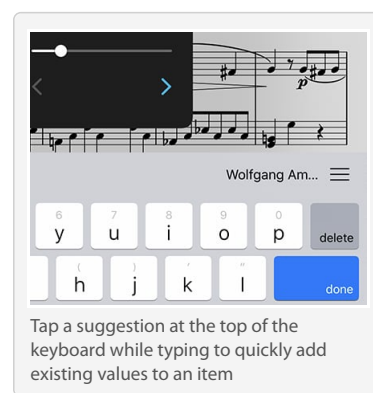 p
Wolfgang Am...
6 7 8 9 0
y u i o p delete
( ) ' "
h j k l done
Tap a suggestion at the top of the
keyboard while typing to quickly add
existing values to an item